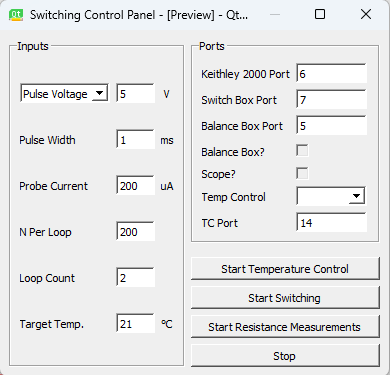 Switching Control Panel - [Preview] - Qt...
Inputs
Pulse Voltage 5 V
Pulse Width 1 ms
Probe Current 200 uA
N Per Loop 200
Loop Count 2
Target Temp. 21 °C
Ports
Keithley 2000 Port 6
Switch Box Port 7
Balance Box Port 5
Balance Box?
Scope?
Temp Control
TC Port 14
Start Temperature Control
Start Switching
Start Resistance Measurements
Stop